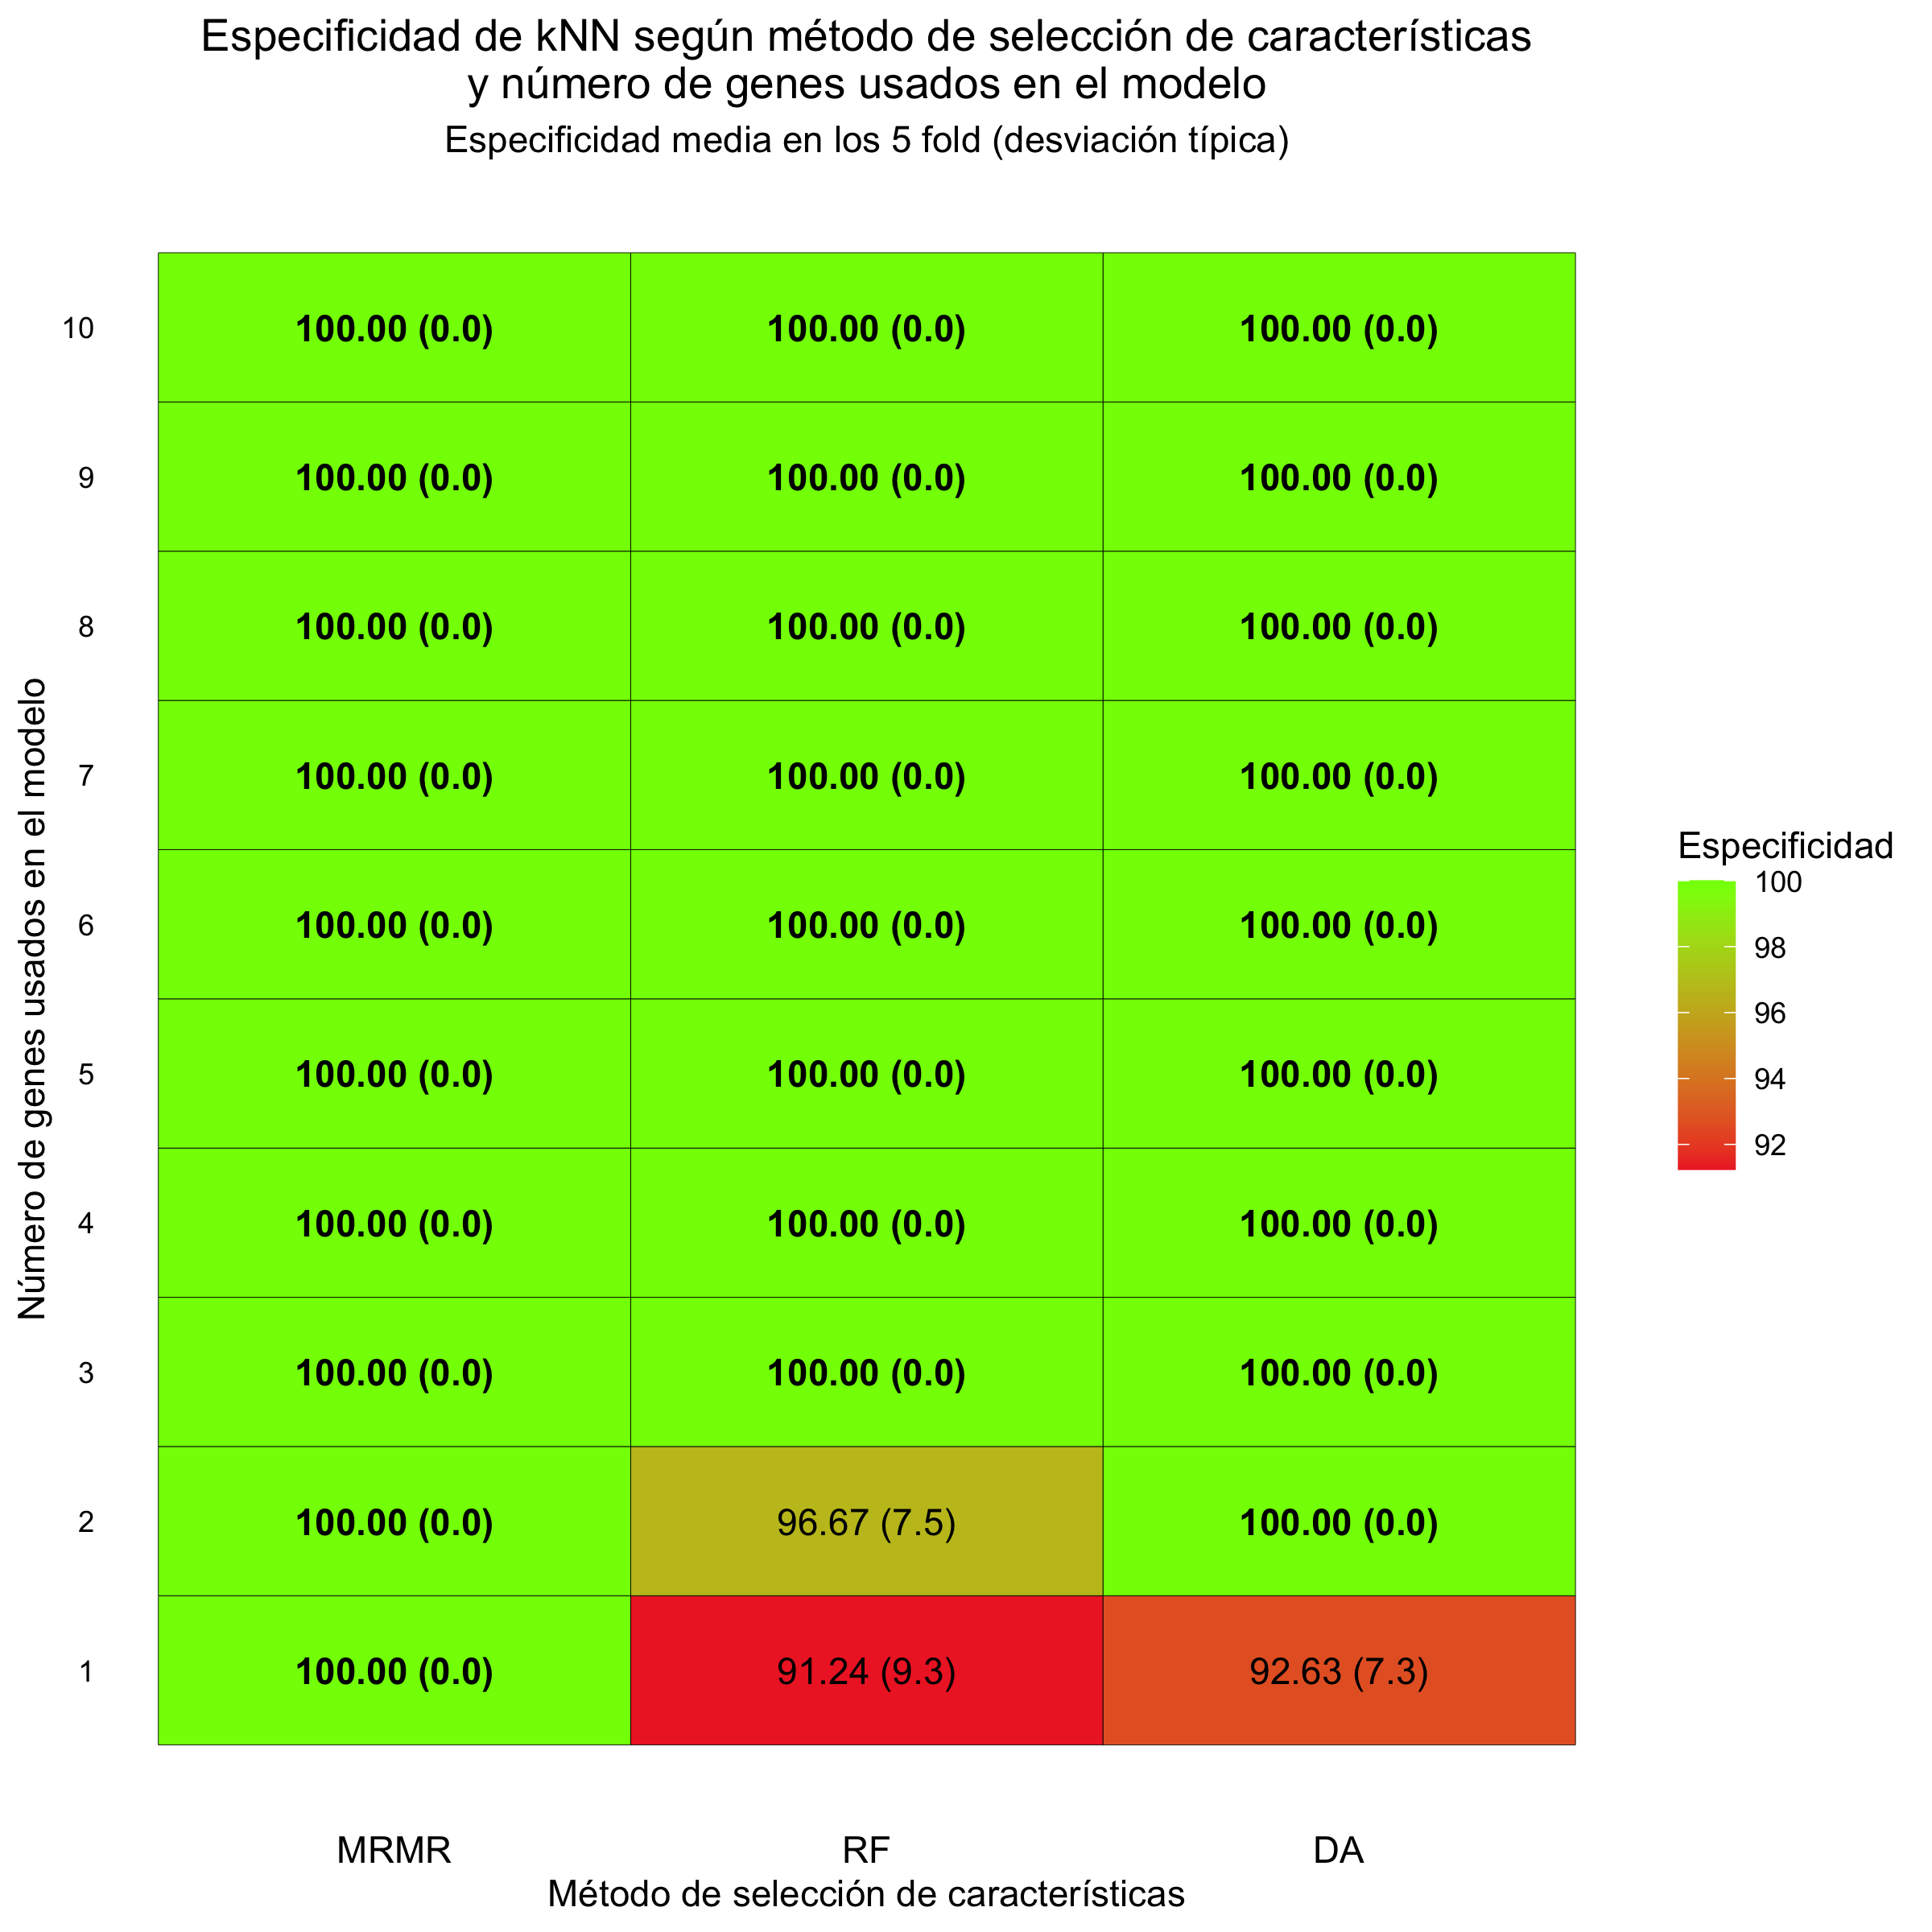 Especificidad de kNN según método de selección de características
y número de genes usados en el modelo
Especificidad media en los 5 fold (desviación típica)
Número de genes usados en el modelo
10 100.00 (0.0) 100.00 (0.0) 100.00 (0.0)
9 100.00 (0.0) 100.00 (0.0) 100.00 (0.0)
8 100.00 (0.0) 100.00 (0.0) 100.00 (0.0)
7 100.00 (0.0) 100.00 (0.0) 100.00 (0.0)
6 100.00 (0.0) 100.00 (0.0) 100.00 (0.0)
5 100.00 (0.0) 100.00 (0.0) 100.00 (0.0)
4 100.00 (0.0) 100.00 (0.0) 100.00 (0.0)
3 100.00 (0.0) 100.00 (0.0) 100.00 (0.0)
2 100.00 (0.0) 96.67 (7.5) 100.00 (0.0)
1 100.00 (0.0) 91.24 (9.3) 92.63 (7.3)
MRMR RF DA
Método de selección de características
Especificidad
100
98
96
94
92